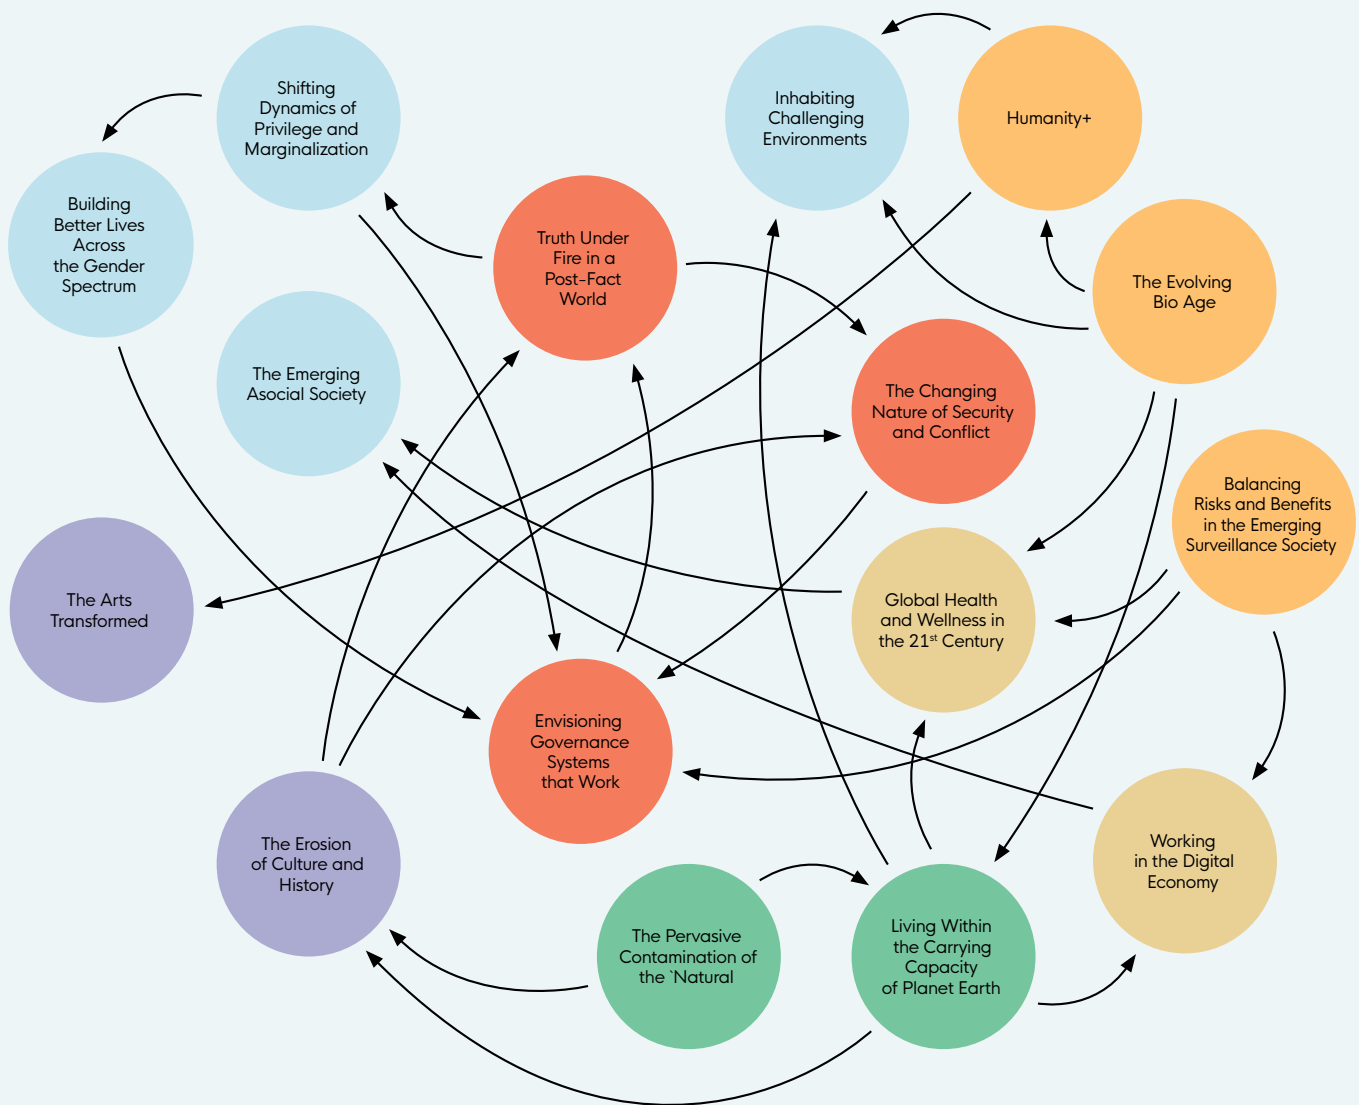 Shifting
Dynamics of
Privilege and
Marginalization
Inhabiting
Challenging
Environments
Humanity+
Building
Better Lives
Across
the Gender
Spectrum
Truth Under
Fire in a
Post-Fact
World
The Evolving
Bio Age
The Emerging
Asocial Society
The Changing
Nature of Security
and Conflict
Balancing
Risks and Benefits
in the Emerging
Surveillance Society
The Arts
Transformed
Global Health
and Wellness in
the 21st Century
Envisioning
Governance
Systems
that Work
The Erosion
of Culture and
History
Working
in the Digital
Economy
The Pervasive
Contamination of
the `Natural
Living Within
the Carrying
Capacity
of Planet Earth